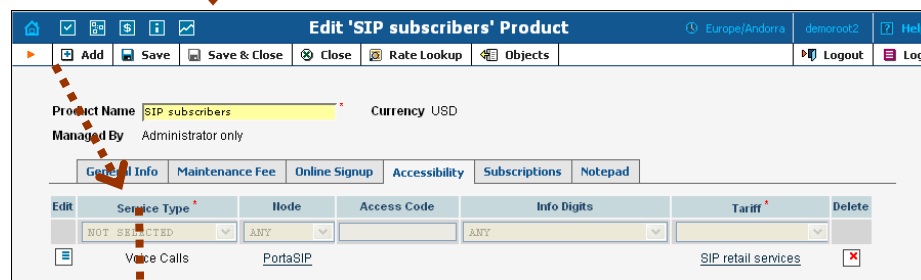 Edit 'SIP subscribers' Product Europe/Andorra demoroot2 Hel
Add Save Save & Close Close Rate Lookup Objects Logout Log
Product Name SIP subscribers * Currency USD
Managed By Administrator only
General Info Maintenance Fee Online Signup Accessibility Subscriptions Notepad
Edit Service Type * Node Access Code Info Digits Tariff * Delete
NOT SELECTED ANY ANY
Voice Calls PortaSIP SIP retail services